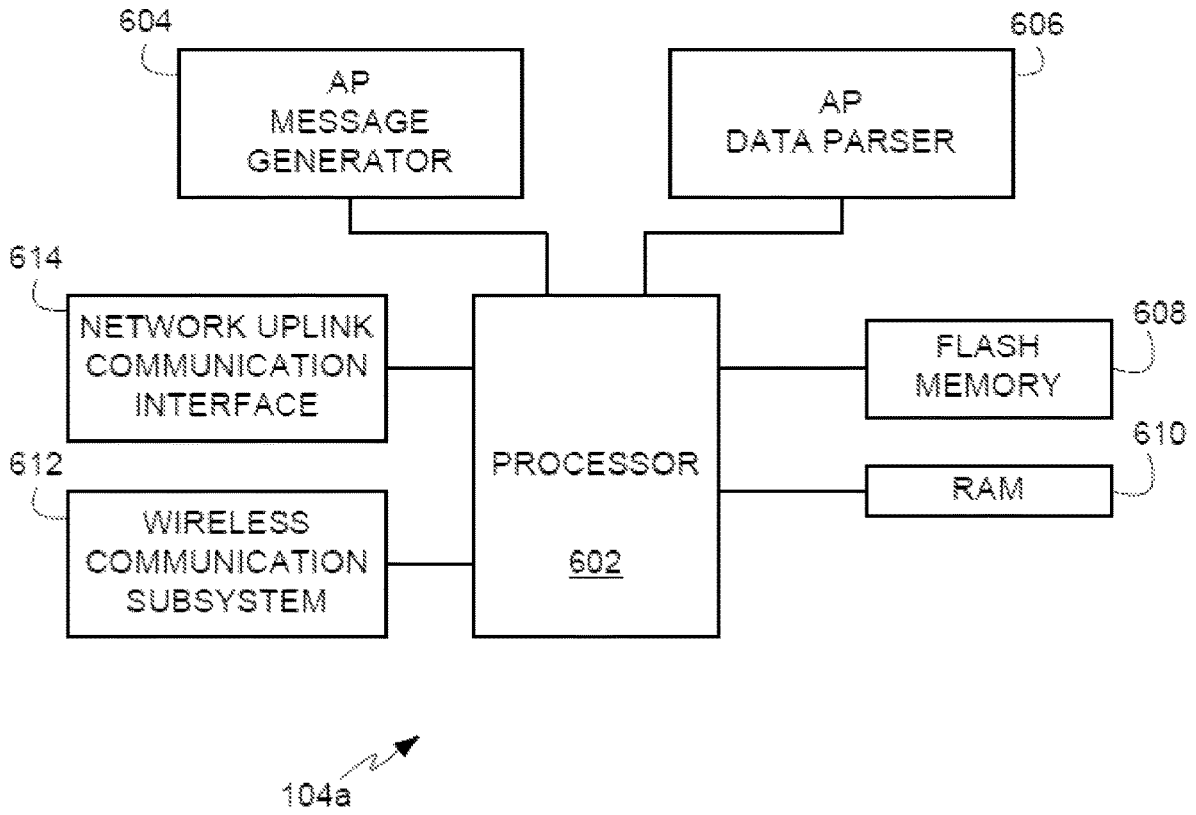 604
AP
MESSAGE
GENERATOR
606
AP
DATA PARSER
614
NETWORK UPLINK
COMMUNICATION
INTERFACE
612
WIRELESS
COMMUNICATION
SUBSYSTEM
PROCESSOR
602
608
FLASH
MEMORY
610
RAM
104a